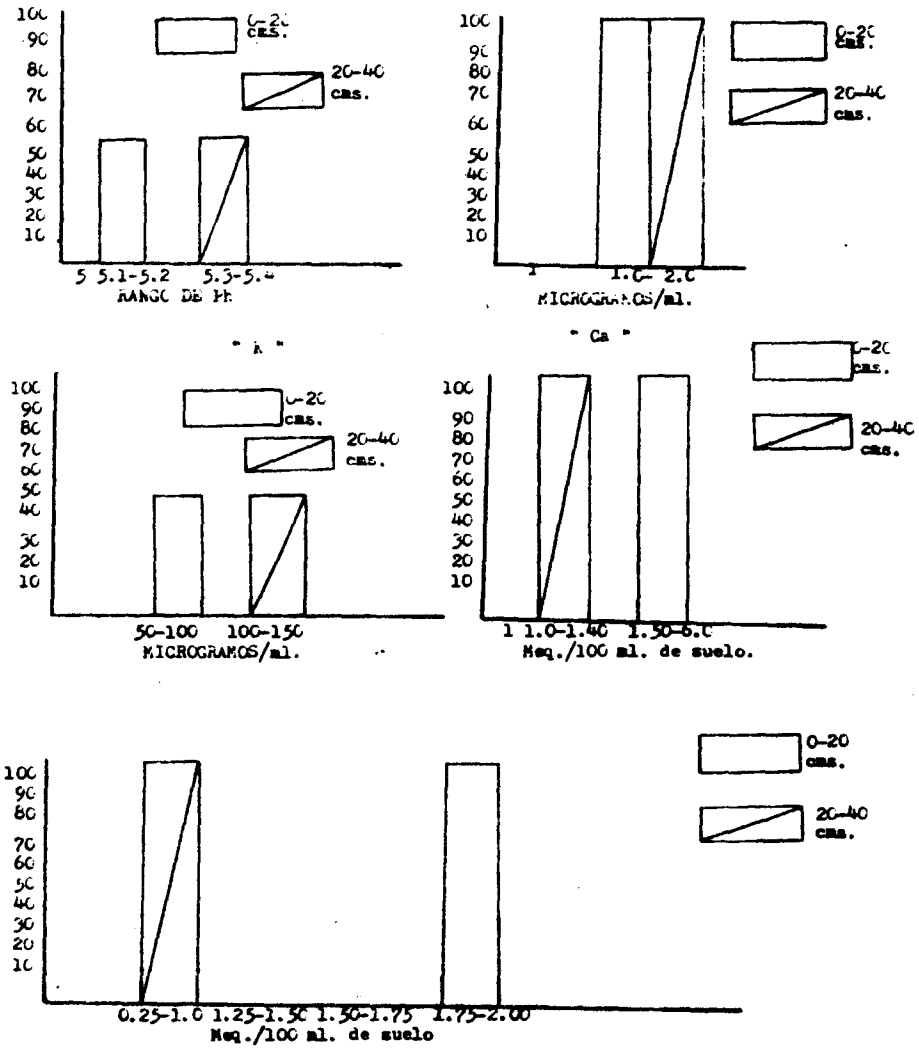 100
90
80
70
60
50
40
30
20
10
0-20
cms.
20-40
cms.
5 5.1-5.2 5.3-5.4
RANGO DE PH
100
90
80
70
60
50
40
30
20
10
0-20
cms.
20-40
cms.
1 1.0- 2.0
MICROGRAMOS/ml.
" K "
100
90
80
70
60
50
40
30
20
10
0-20
cms.
20-40
cms.
50-100 100-150
MICROGRAMOS/ml.
" Ca "
100
90
80
70
60
50
40
30
20
10
0-20
cms.
20-40
cms.
1 1.0-1.40 1.50-6.0
Meq./100 ml. de suelo.
100
90
80
70
60
50
40
30
20
10
0-20
cms.
20-40
cms.
0.25-1.0 1.25-1.50 1.50-1.75 1.75-2.00
Meq./100 ml. de suelo